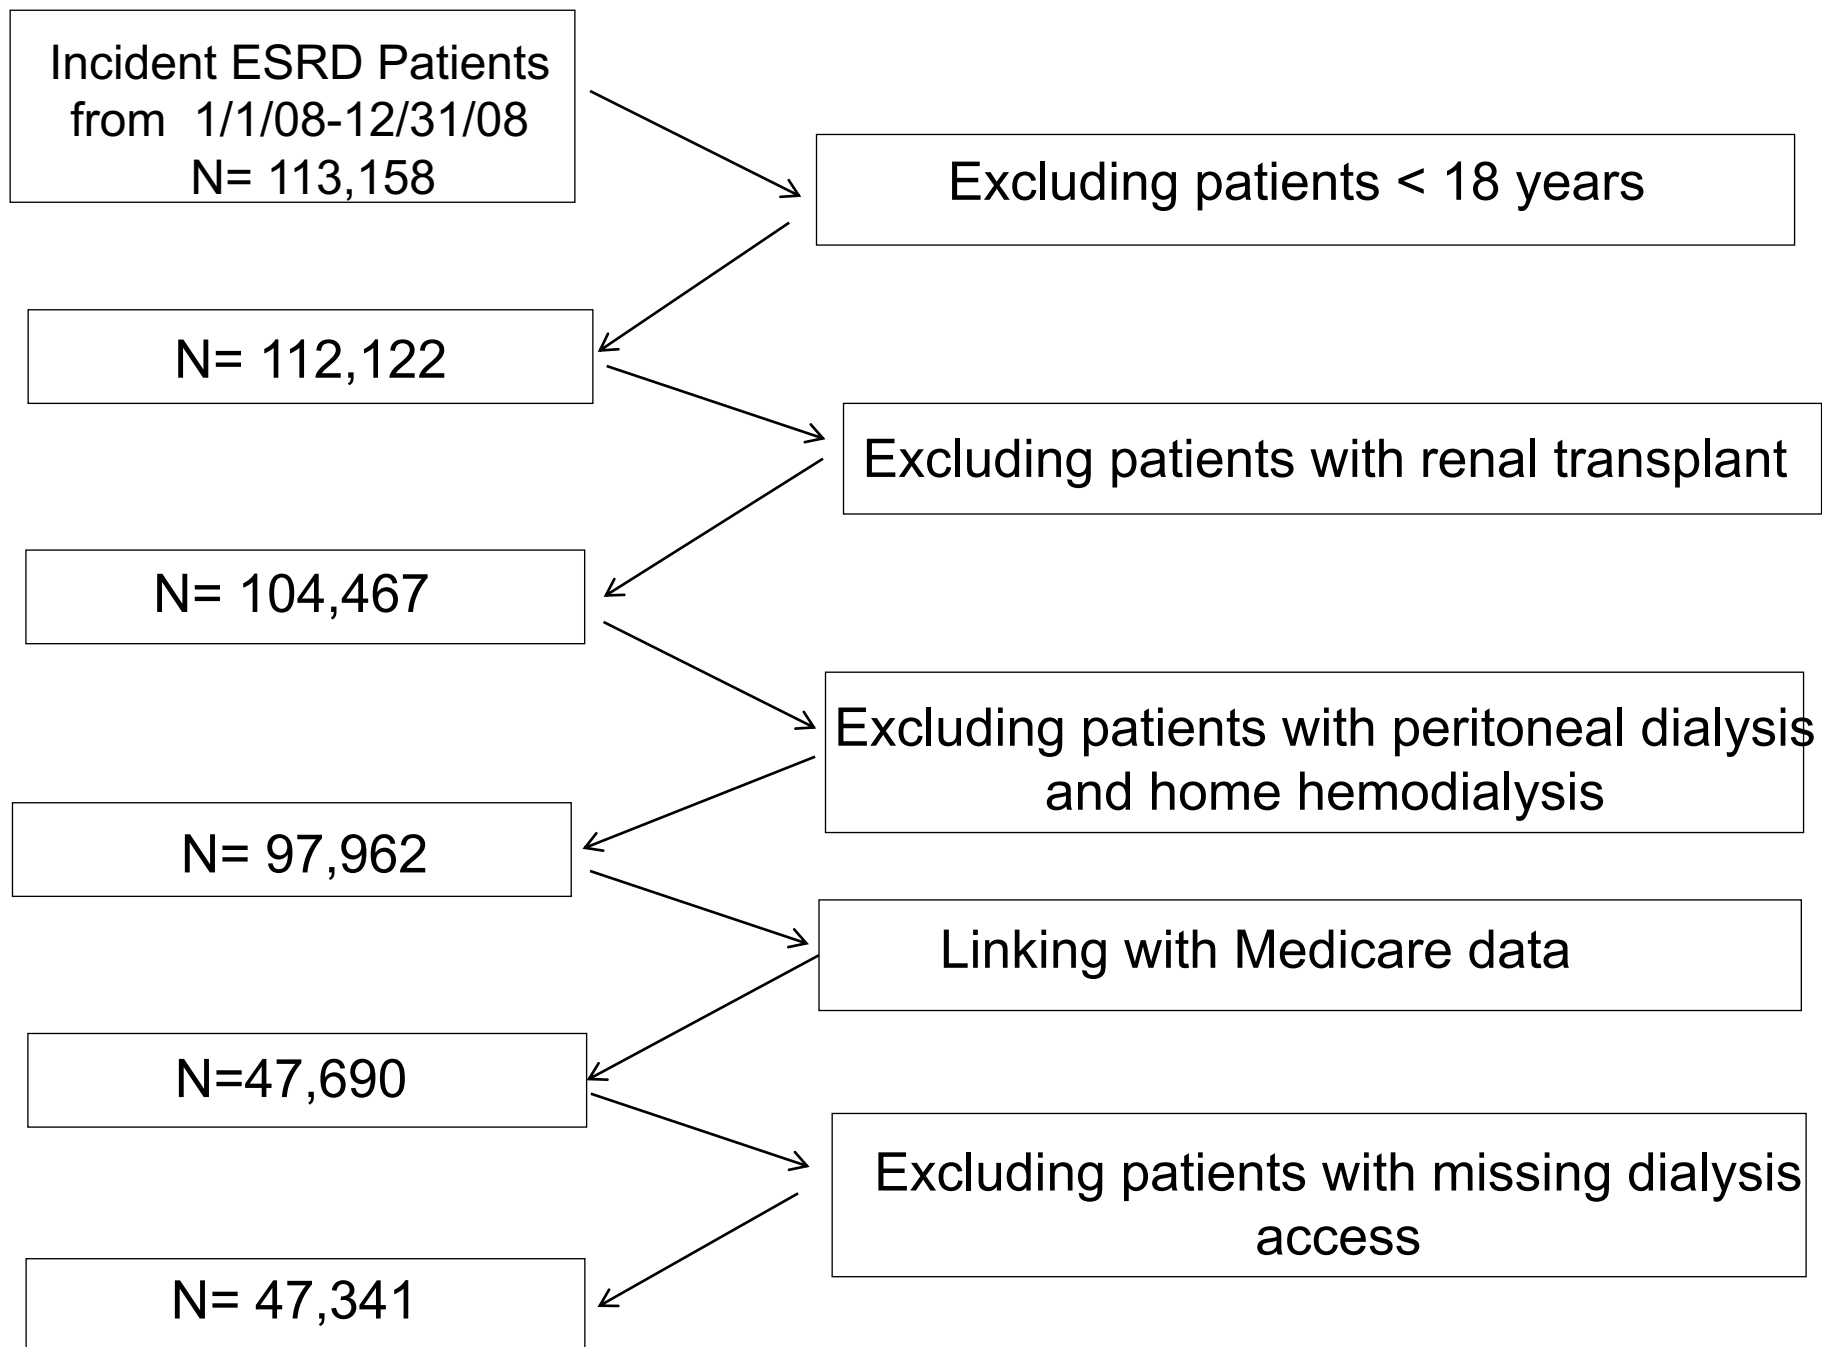 Incident ESRD Patients
from 1/1/08-12/31/08
N= 113,158
Excluding patients < 18 years
N= 112,122
Excluding patients with renal transplant
N= 104,467
Excluding patients with peritoneal dialysis
and home hemodialysis
N= 97,962
Linking with Medicare data
N=47,690
Excluding patients with missing dialysis
access
N= 47,341